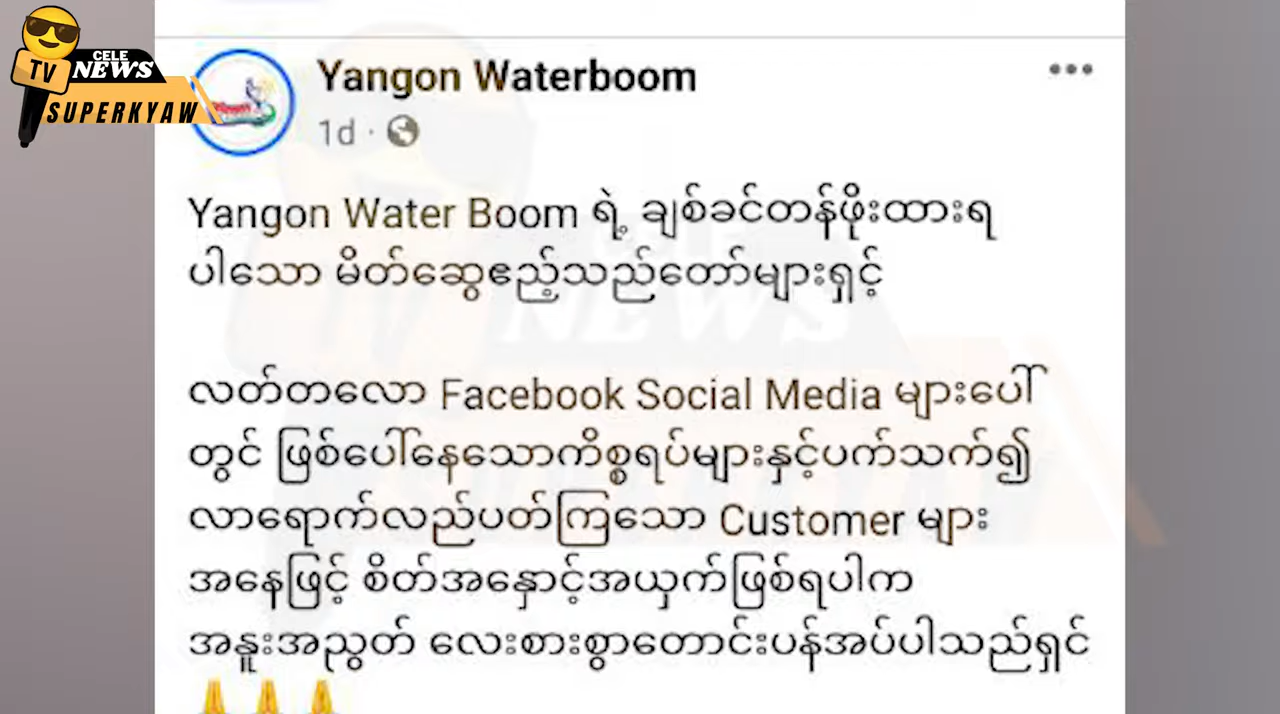 TV
CELE
NEWS
SUPERKYAW
Yangon Waterboom
1d ·
Yangon Water Boom ရဲ့ ချစ်ခင်တန်ဖိုးထားရ
ပါသော မိတ်ဆွေဧည့်သည်တော်များရှင့်
လတ်တလော Facebook Social Media များပေါ်
တွင် ဖြစ်ပေါ်နေသောကိစ္စရပ်များနှင့်ပက်သက်၍
လာရောက်လည်ပတ်ကြသော Customer များ
အနေဖြင့် စိတ်အနှောင့်အယှက်ဖြစ်ရပါက
အနူးအညွတ် လေးစားစွာတောင်းပန်အပ်ပါသည်ရှင်
🙏🙏🙏